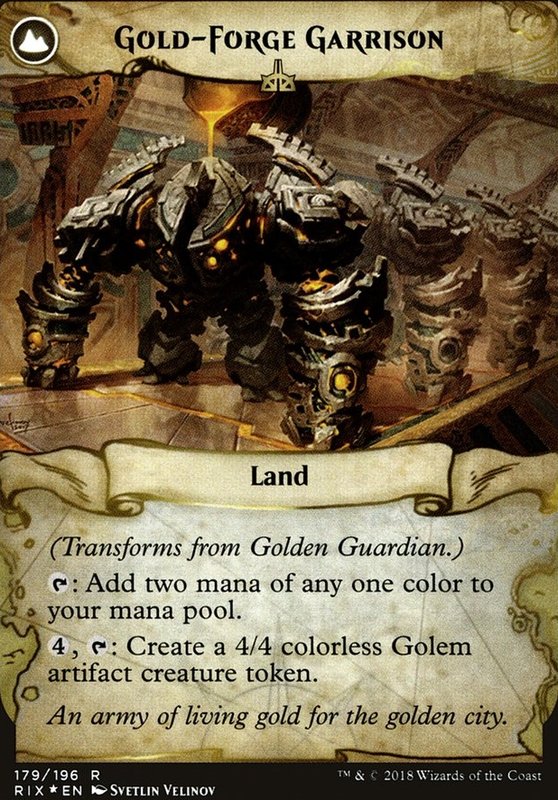 Gold-Forge Garrison
Land
(Transforms from Golden Guardian.)
: Add two mana of any one color to
your mana pool.
4, : Create a 4/4 colorless Golem
artifact creature token.
An army of living gold for the golden city.
179/196 R
RIX★EN Svetlin Velinov
™ & © 2018 Wizards of the Coast